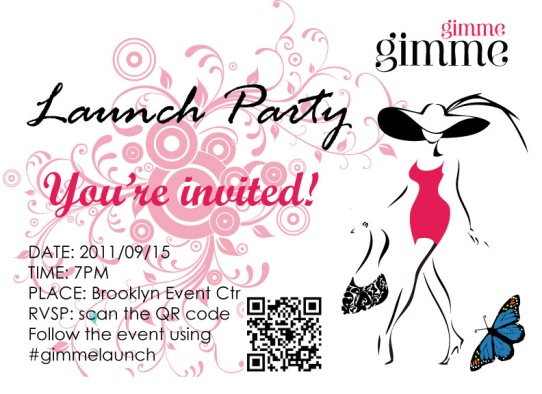 gimme
gimme
Launch Party
You're invited!
DATE: 2011/09/15
TIME: 7PM
PLACE: Brooklyn Event Ctr
RVSP: scan the QR code
Follow the event using
#gimmelaunch